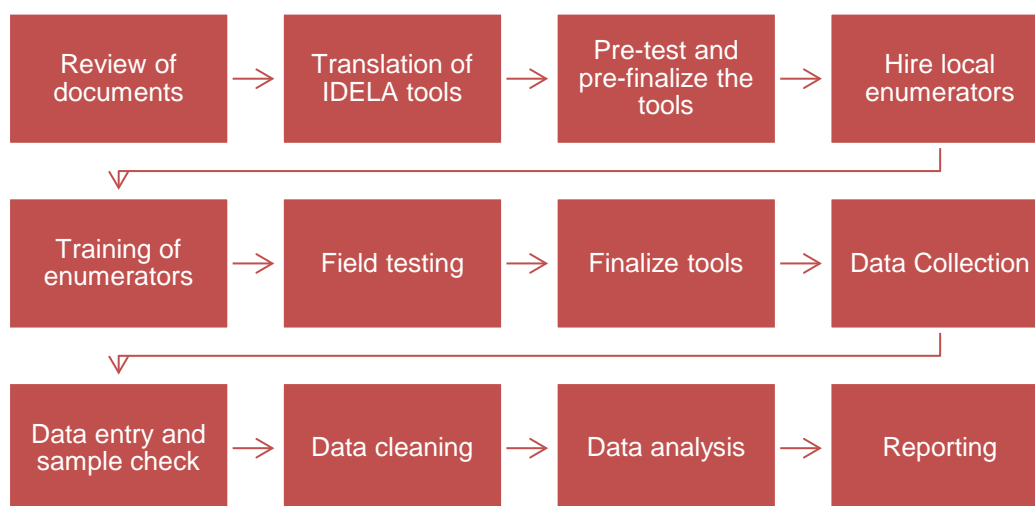 Review of
documents
Translation of
IDELA tools
Pre-test and
pre-finalize the
tools
Hire local
enumerators
Training of
enumerators
Field testing
Finalize tools
Data Collection
Data entry and
sample check
Data cleaning
Data analysis
Reporting